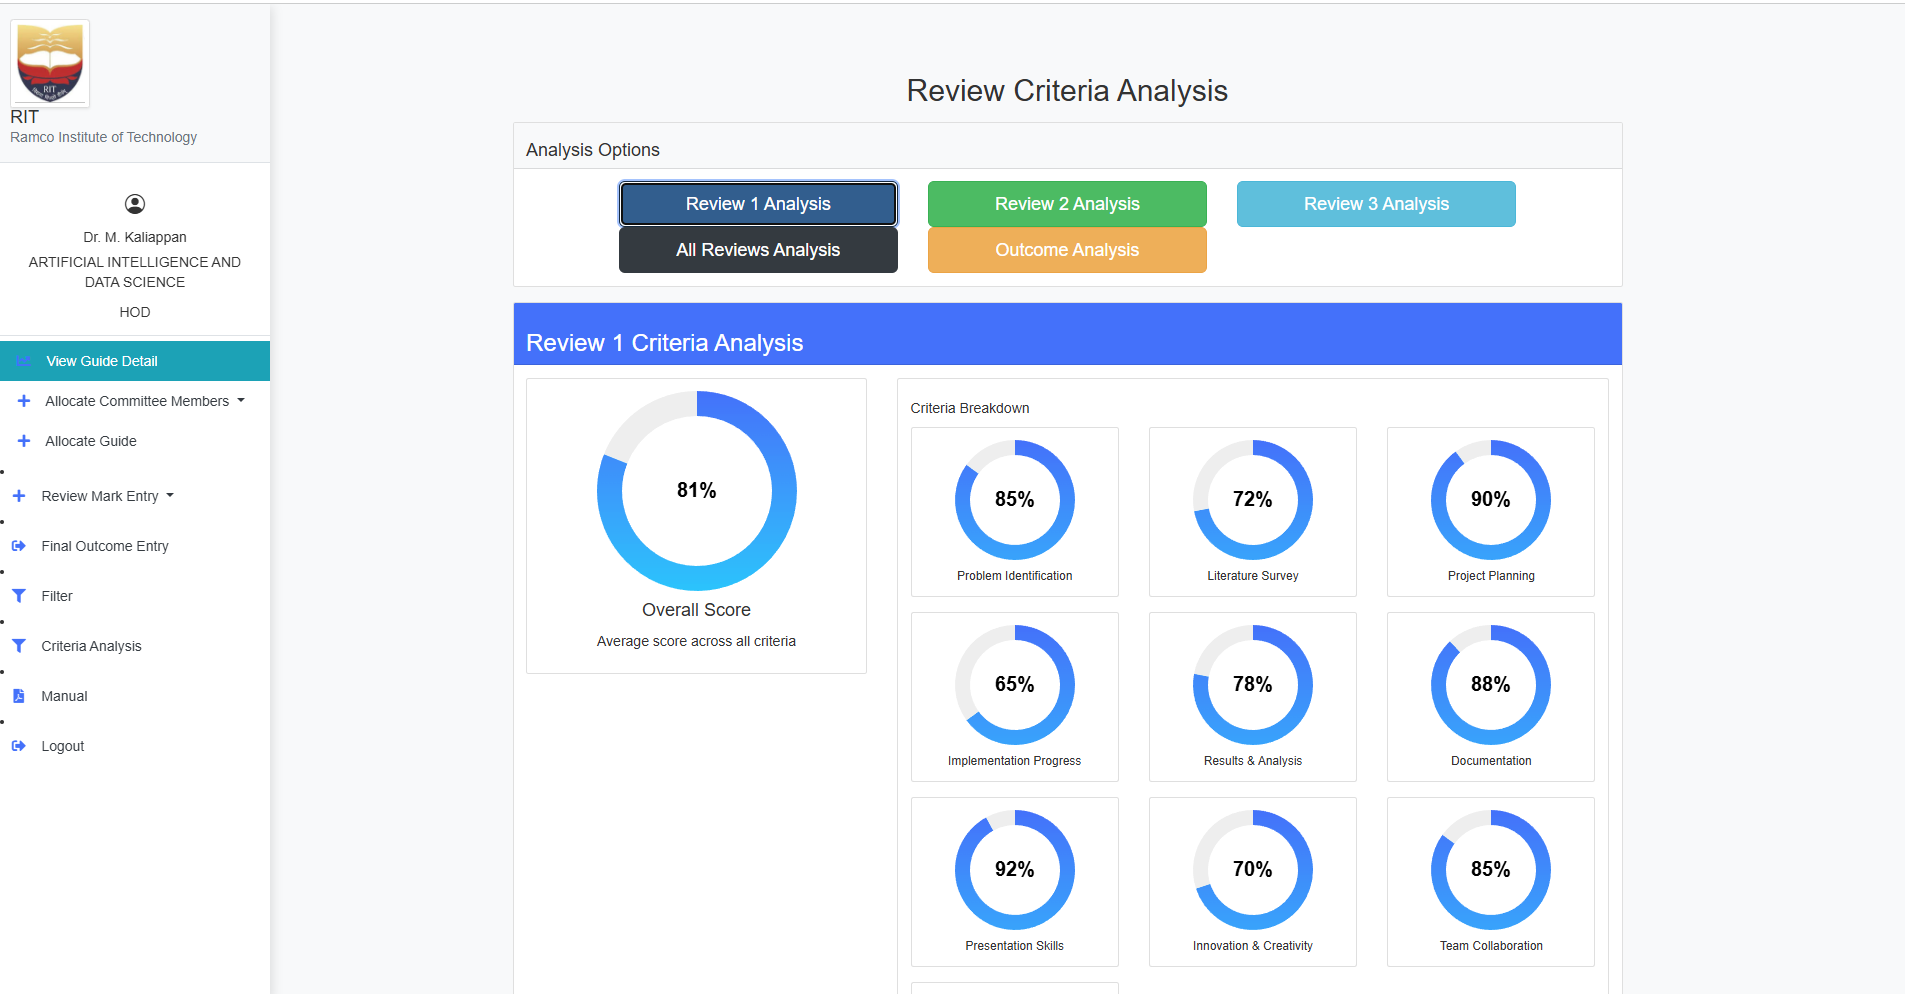 RIT
RIT
Ramco Institute of Technology
Dr. M. Kaliappan
ARTIFICIAL INTELLIGENCE AND
DATA SCIENCE
HOD
View Guide Detail
Allocate Committee Members
Allocate Guide
Review Mark Entry
Final Outcome Entry
Filter
Criteria Analysis
Manual
Logout
Review Criteria Analysis
Analysis Options
Review 1 Analysis
Review 2 Analysis
Review 3 Analysis
All Reviews Analysis
Outcome Analysis
Review 1 Criteria Analysis
81%
Overall Score
Average score across all criteria
Criteria Breakdown
85%
Problem Identification
72%
Literature Survey
90%
Project Planning
65%
Implementation Progress
78%
Results & Analysis
88%
Documentation
92%
Presentation Skills
70%
Innovation & Creativity
85%
Team Collaboration